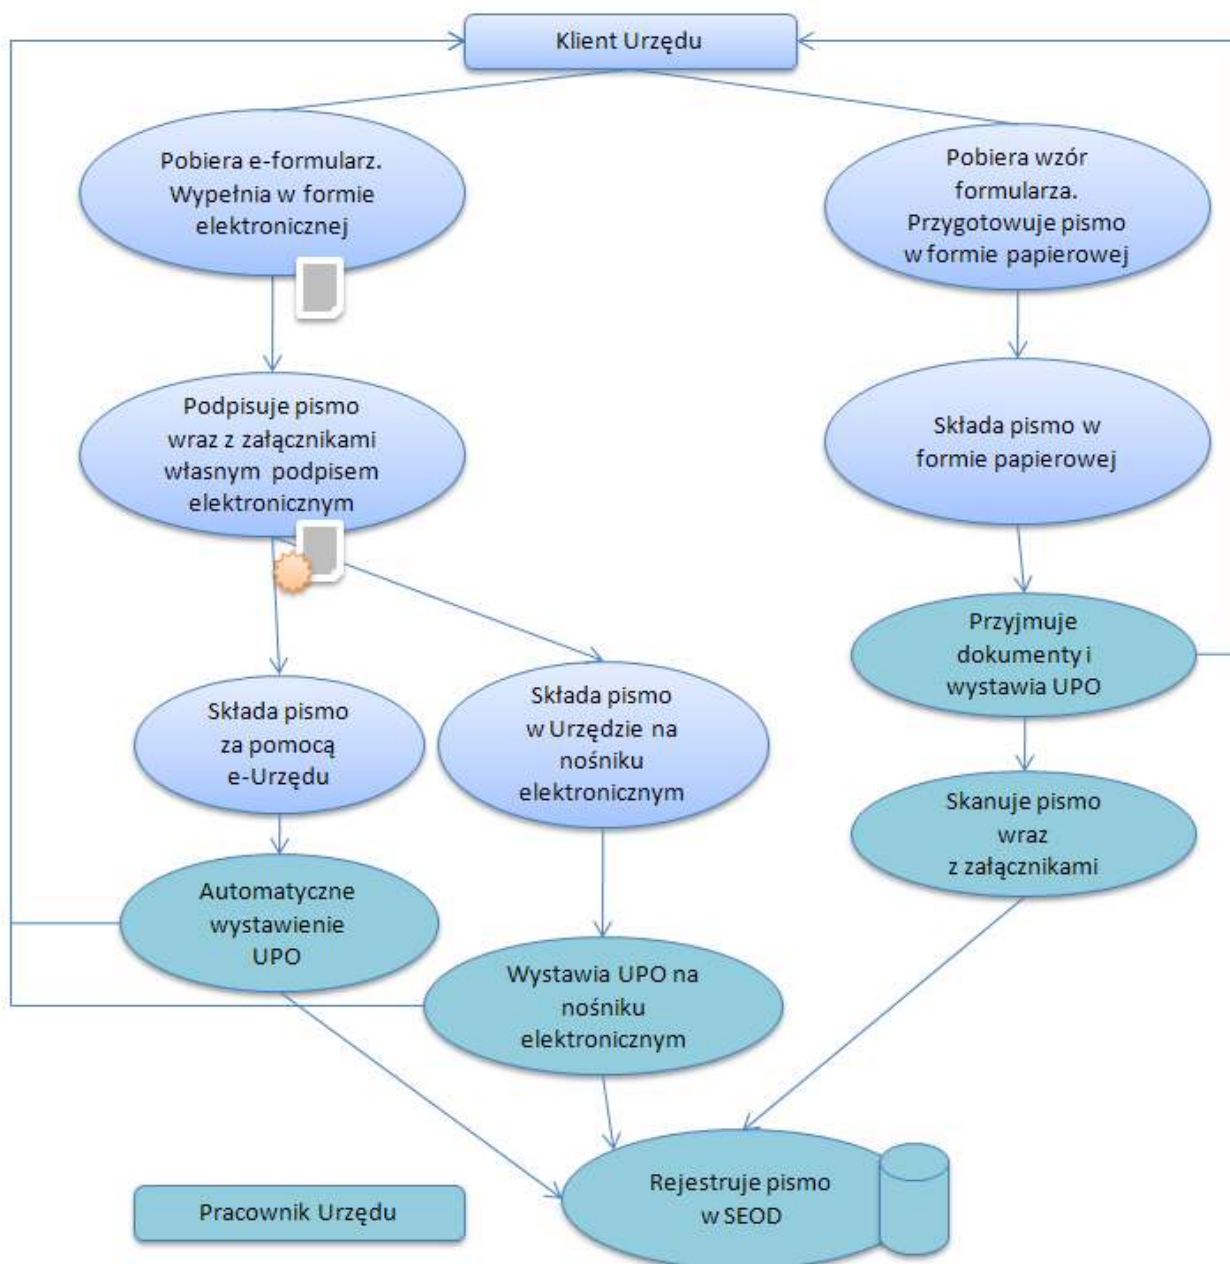 Klient Urzędu
Pobiera e-formularz.
Wypełnia w formie
elektronicznej
Pobiera wzór
formularza.
Przygotowuje pismo
w formie papierowej
Podpisuje pismo
wraz z załącznikami
własnym podpisem
elektronicznym
Składa pismo w
formie papierowej
Przyjmuje
dokumenty i
wystawia UPO
Składa pismo
za pomocą
e-Urzędu
Składa pismo
w Urzędzie na
nośniku
elektronicznym
Skanuje pismo
wraz
z załącznikami
Automatyczne
wystawienie
UPO
Wystawia UPO na
nośniku
elektronicznym
Rejestruje pismo
w SEOD
Pracownik Urzędu